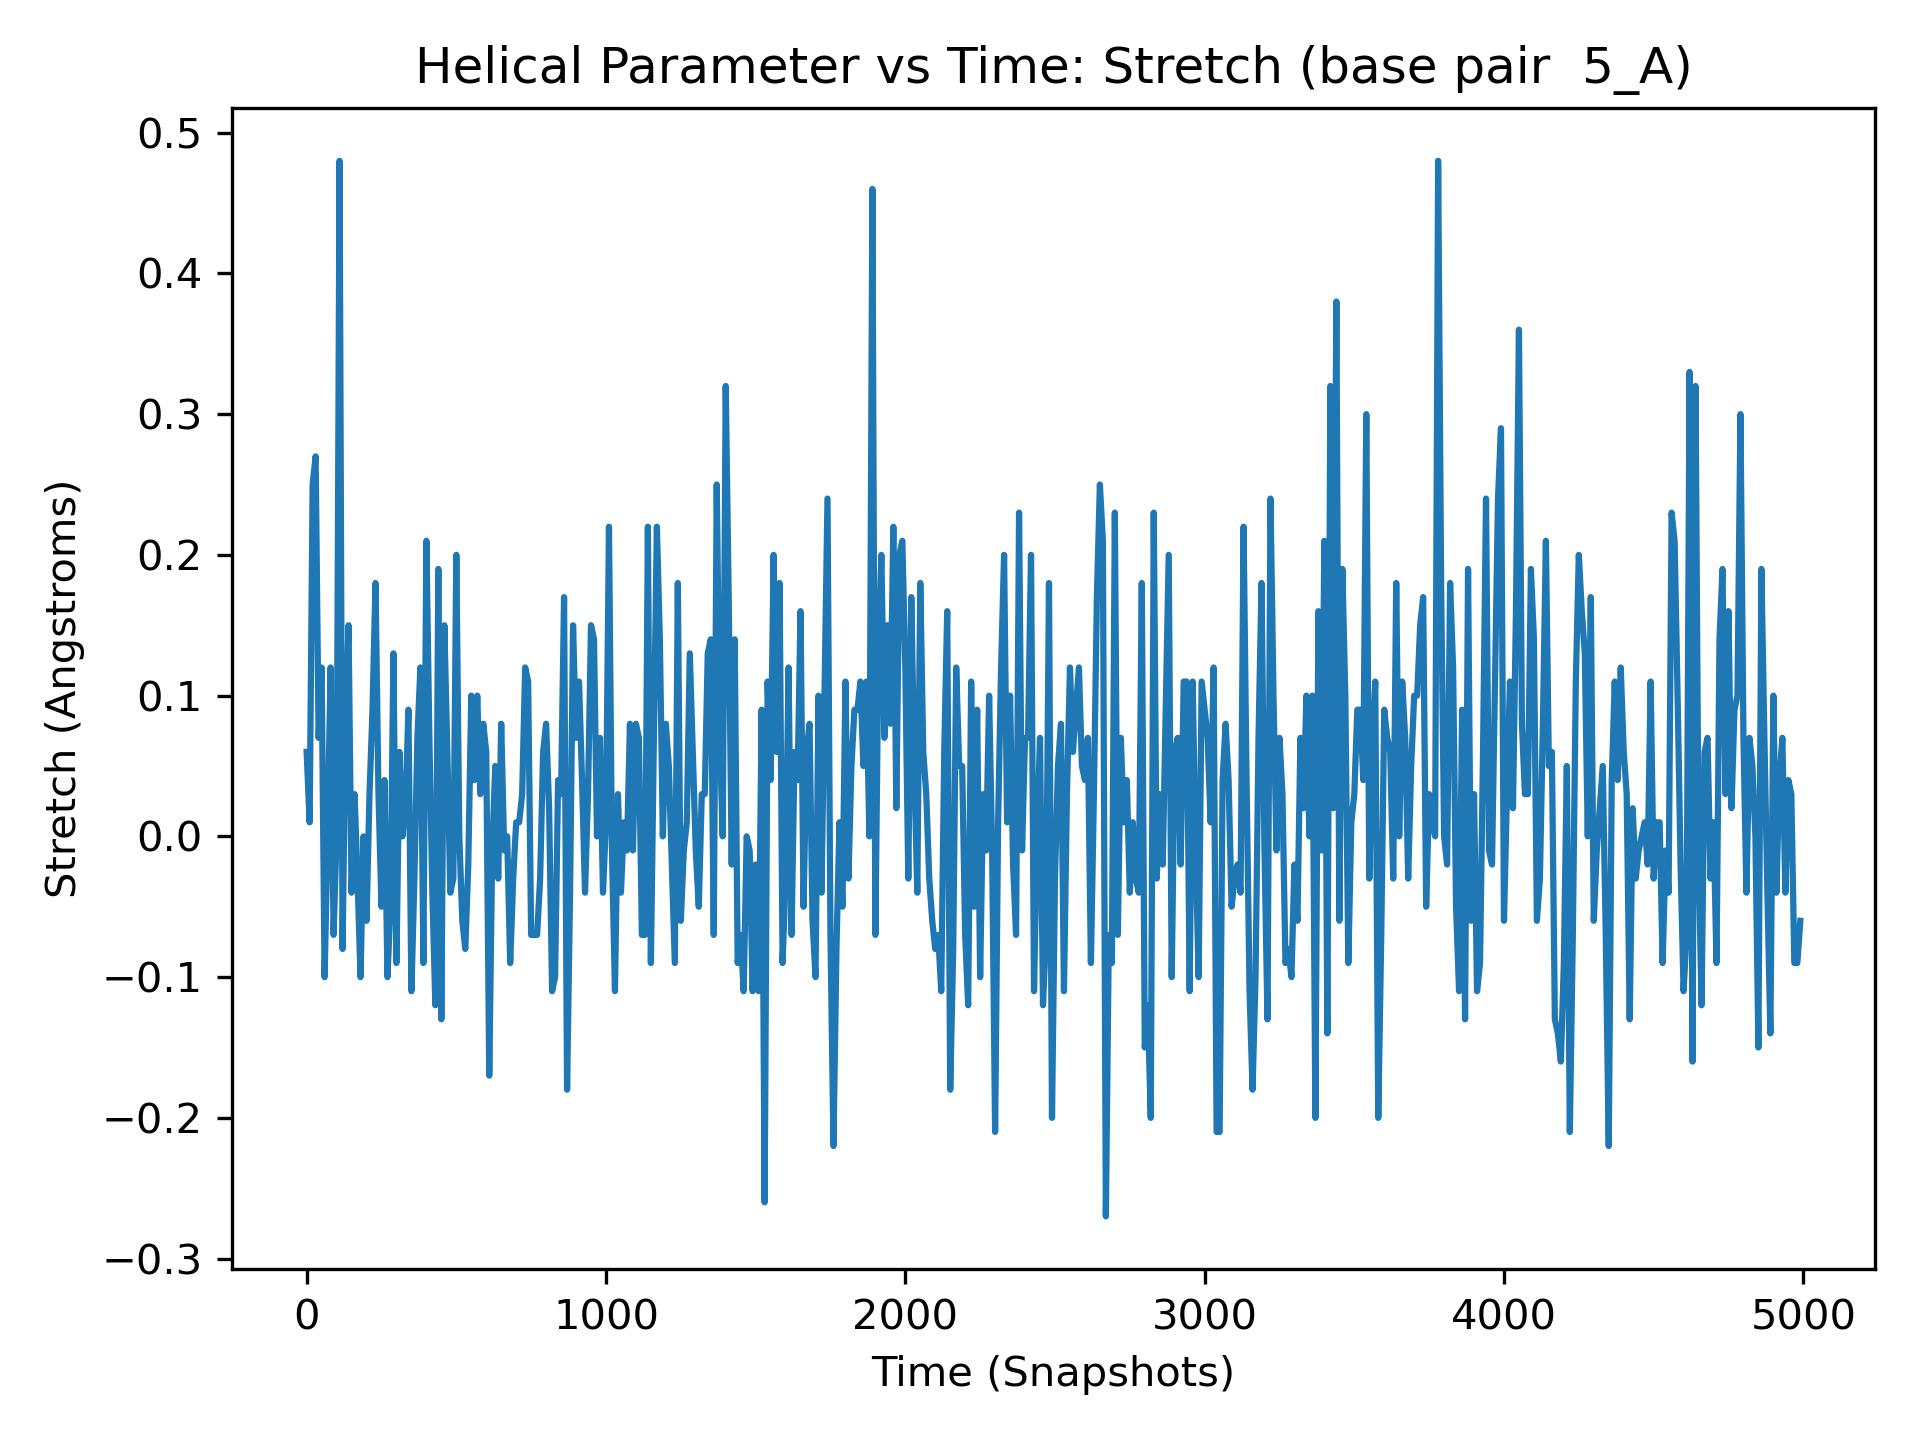 Helical Parameter vs Time: Stretch (base pair  5_A)
0.5
0.4
0.3
0.2
0.1
0.0
−0.1
−0.2
−0.3
Stretch (Angstroms)
0 1000 2000 3000 4000 5000
Time (Snapshots)